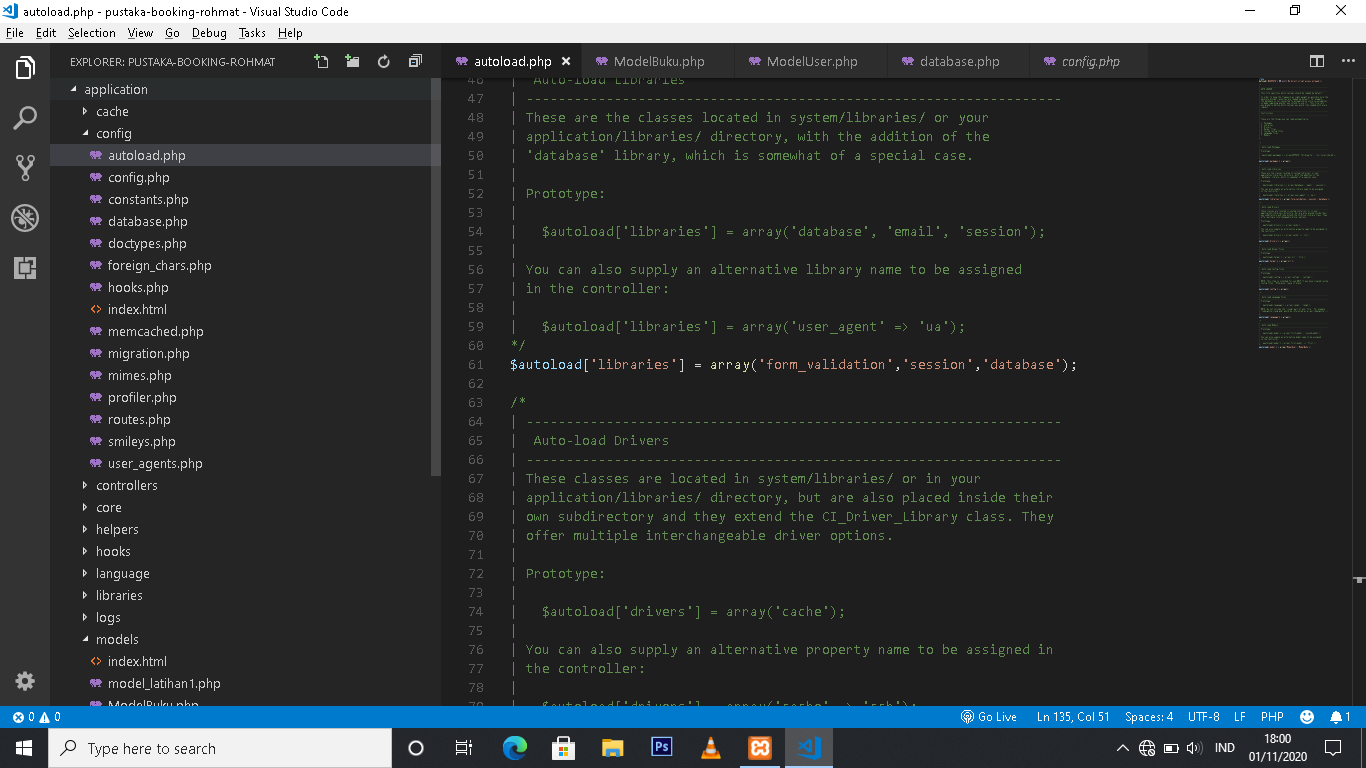 autoload.php - pustaka-booking-rohmat - Visual Studio Code
File Edit Selection View Go Debug Tasks Help
EXPLORER: PUSTAKA-BOOKING-ROHMAT
autoload.php ModelBuku.php ModelUser.php database.php config.php
application
cache
config
autoload.php
config.php
constants.php
database.php
doctypes.php
foreign_chars.php
hooks.php
index.html
memcached.php
migration.php
mimes.php
profiler.php
routes.php
smileys.php
user_agents.php
controllers
core
helpers
hooks
language
libraries
logs
models
index.html
model_latihan1.php
ModelBuku.php
46 | Auto-load Libraries
47 | -------------------------------------------------------------------
48 | These are the classes located in system/libraries/ or your
49 | application/libraries/ directory, with the addition of the
50 | 'database' library, which is somewhat of a special case.
51 |
52 | Prototype:
53 |
54 | $autoload['libraries'] = array('database', 'email', 'session');
55 |
56 | You can also supply an alternative library name to be assigned
57 | in the controller:
58 |
59 | $autoload['libraries'] = array('user_agent' => 'ua');
60 */
61 $autoload['libraries'] = array('form_validation','session','database');
62
63 /*
64 | -------------------------------------------------------------------
65 | Auto-load Drivers
66 | -------------------------------------------------------------------
67 | These classes are located in system/libraries/ or in your
68 | application/libraries/ directory, but are also placed inside their
69 | own subdirectory and they extend the CI_Driver_Library class. They
70 | offer multiple interchangeable driver options.
71 |
72 | Prototype:
73 |
74 | $autoload['drivers'] = array('cache');
75 |
76 | You can also supply an alternative property name to be assigned in
77 | the controller:
78 |
0 0 Go Live Ln 135, Col 51 Spaces: 4 UTF-8 LF PHP 1
Type here to search
Ps
IND
18:00
01/11/2020